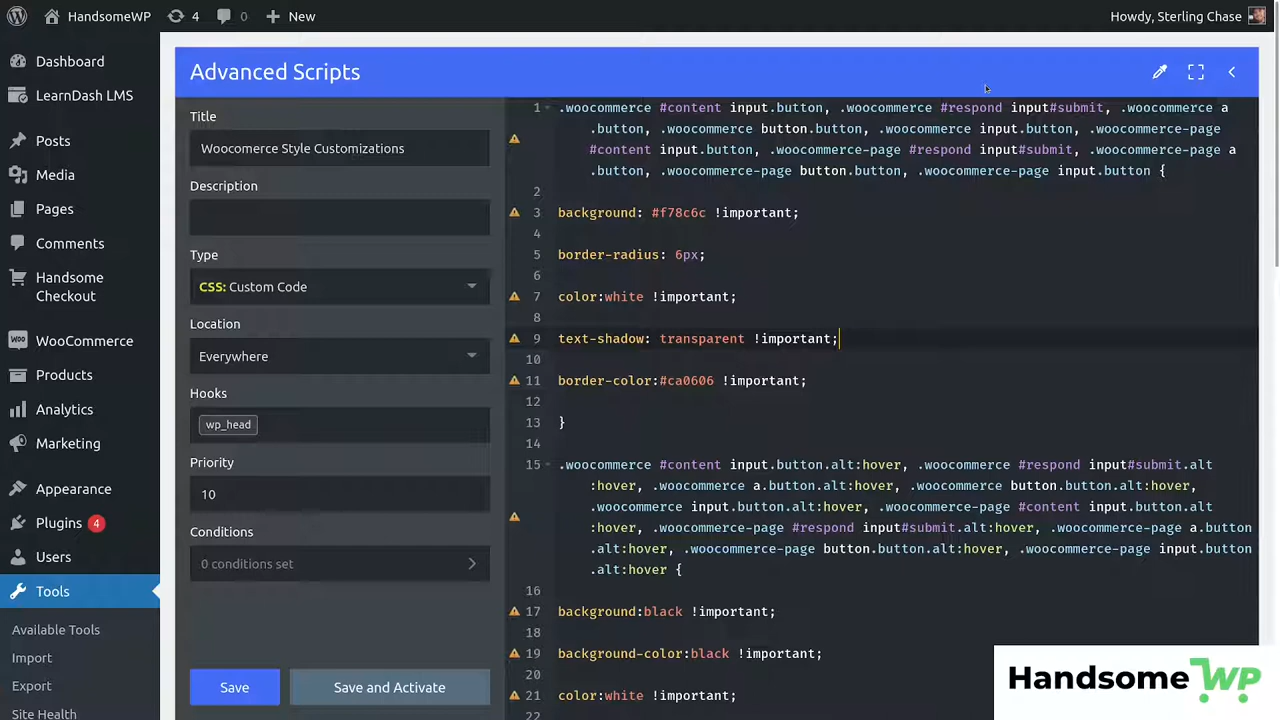 HandsomeWP
4
0
New
Howdy, Sterling Chase
Dashboard
LearnDash LMS
Posts
Media
Pages
Comments
Handsome
Checkout
WooCommerce
Products
Analytics
Marketing
Appearance
Plugins 4
Users
Tools
Available Tools
Import
Export
Site Health
Advanced Scripts
Title
Woocomerce Style Customizations
Description
Type
CSS: Custom Code
Location
Everywhere
Hooks
wp_head
Priority
10
Conditions
0 conditions set
Save
Save and Activate
1 .woocommerce #content input.button, .woocommerce #respond input#submit, .woocommerce a
.button, .woocommerce button.button, .woocommerce input.button, .woocommerce-page
#content input.button, .woocommerce-page #respond input#submit, .woocommerce-page a
.button, .woocommerce-page button.button, .woocommerce-page input.button {
2
3 background: #f78c6c !important;
4
5 border-radius: 6px;
6
7 color:white !important;
8
9 text-shadow: transparent !important;
10
11 border-color:#ca0606 !important;
12
13 }
14
15 .woocommerce #content input.button.alt:hover, .woocommerce #respond input#submit.alt
:hover, .woocommerce a.button.alt:hover, .woocommerce button.button.alt:hover,
.woocommerce input.button.alt:hover, .woocommerce-page #content input.button.alt
:hover, .woocommerce-page #respond input#submit.alt:hover, .woocommerce-page a.button
.alt:hover, .woocommerce-page button.button.alt:hover, .woocommerce-page input.button
.alt:hover {
16
17 background:black !important;
18
19 background-color:black !important;
20
21 color:white !important;
22
HandsomeWP